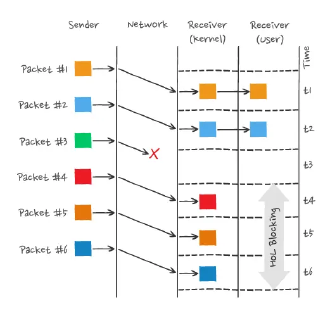 Sender
Network
Receiver
(Kernel)
Receiver
(User)
Time
Packet #1
t1
Packet #2
t2
Packet #3
X
t3
Packet #4
t4
Packet #5
t5
Packet #6
t6
HOL Blocking